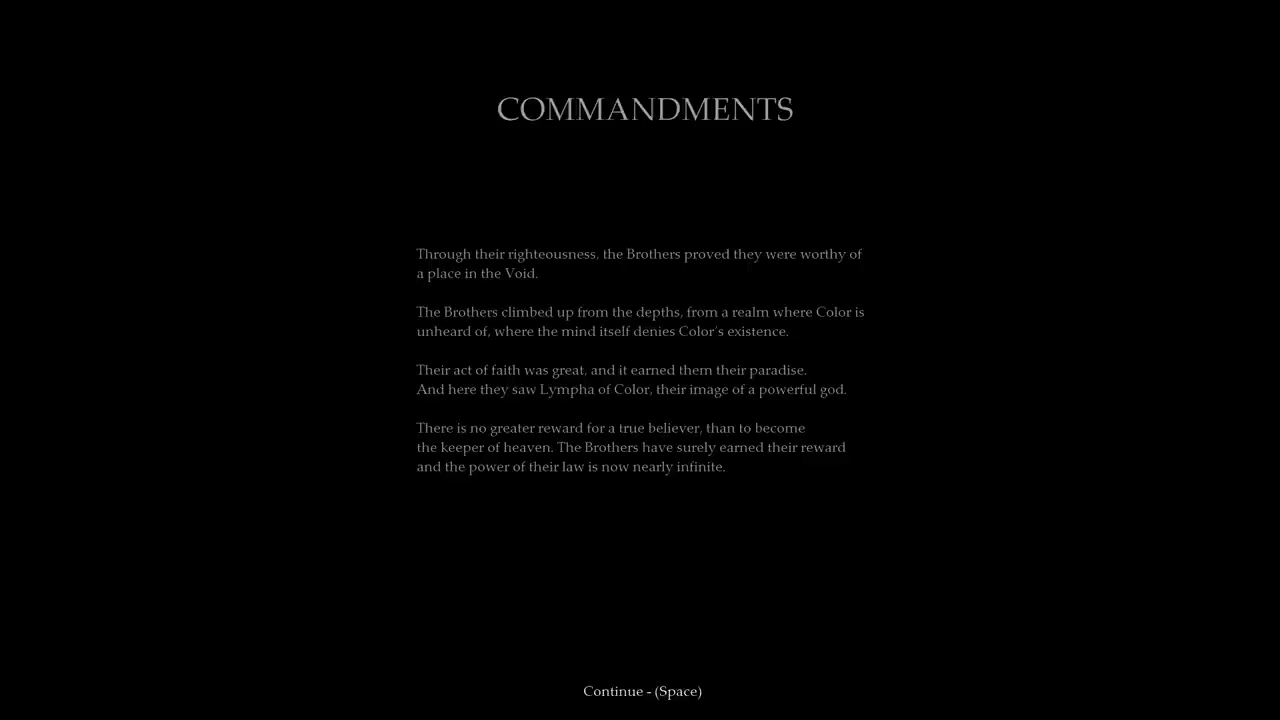 COMMANDMENTS
Through their righteousness, the Brothers proved they were worthy of
a place in the Void.
The Brothers climbed up from the depths, from a realm where Color is
unheard of, where the mind itself denies Color's existence.
Their act of faith was great, and it earned them their paradise.
And here they saw Lympha of Color, their image of a powerful god.
There is no greater reward for a true believer, than to become
the keeper of heaven. The Brothers have surely earned their reward
and the power of their law is now nearly infinite.
Continue - (Space)